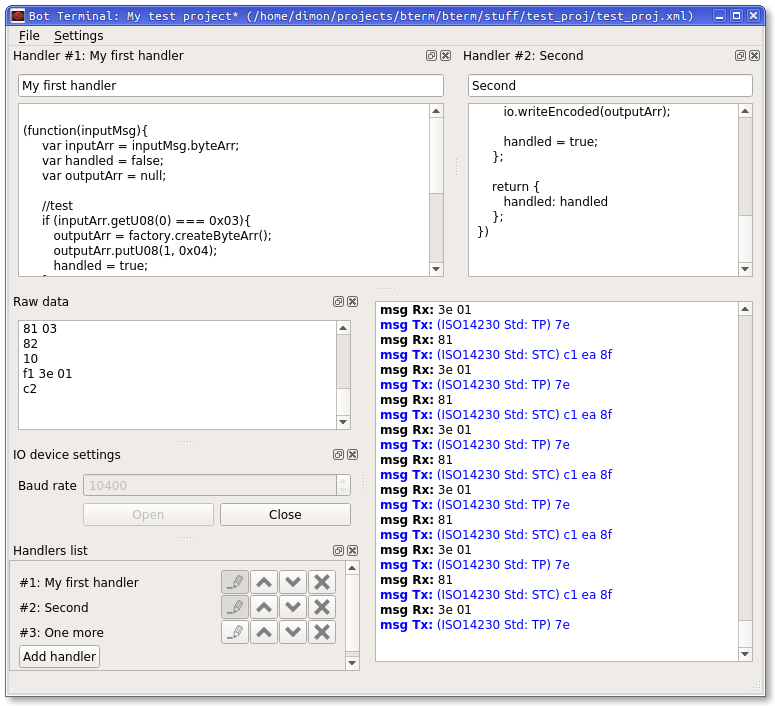 Bot Terminal: My test project* (/home/dimon/projects/bterm/bterm/stuff/test_proj/test_proj.xml)
File Settings
Handler #1: My first handler
My first handler
(function(inputMsg){
var inputArr = inputMsg.byteArr;
var handled = false;
var outputArr = null;
//test
if (inputArr.getU08(0) === 0x03){
outputArr = factory.createByteArr();
outputArr.putU08(1, 0x04);
handled = true;
Handler #2: Second
Second
io.writeEncoded(outputArr);
handled = true;
};
return {
handled: handled
};
})
Raw data
81 03
82
10
f1 3e 01
c2
IO device settings
Baud rate 10400
Open Close
Handlers list
#1: My first handler
#2: Second
#3: One more
Add handler
msg Rx: 3e 01
msg Tx: (ISO14230 Std: TP) 7e
msg Rx: 81
msg Tx: (ISO14230 Std: STC) c1 ea 8f
msg Rx: 3e 01
msg Tx: (ISO14230 Std: TP) 7e
msg Rx: 81
msg Tx: (ISO14230 Std: STC) c1 ea 8f
msg Rx: 3e 01
msg Tx: (ISO14230 Std: TP) 7e
msg Rx: 81
msg Tx: (ISO14230 Std: STC) c1 ea 8f
msg Rx: 3e 01
msg Tx: (ISO14230 Std: TP) 7e
msg Rx: 81
msg Tx: (ISO14230 Std: STC) c1 ea 8f
msg Rx: 3e 01
msg Tx: (ISO14230 Std: TP) 7e
msg Rx: 81
msg Tx: (ISO14230 Std: STC) c1 ea 8f
msg Rx: 3e 01
msg Tx: (ISO14230 Std: TP) 7e